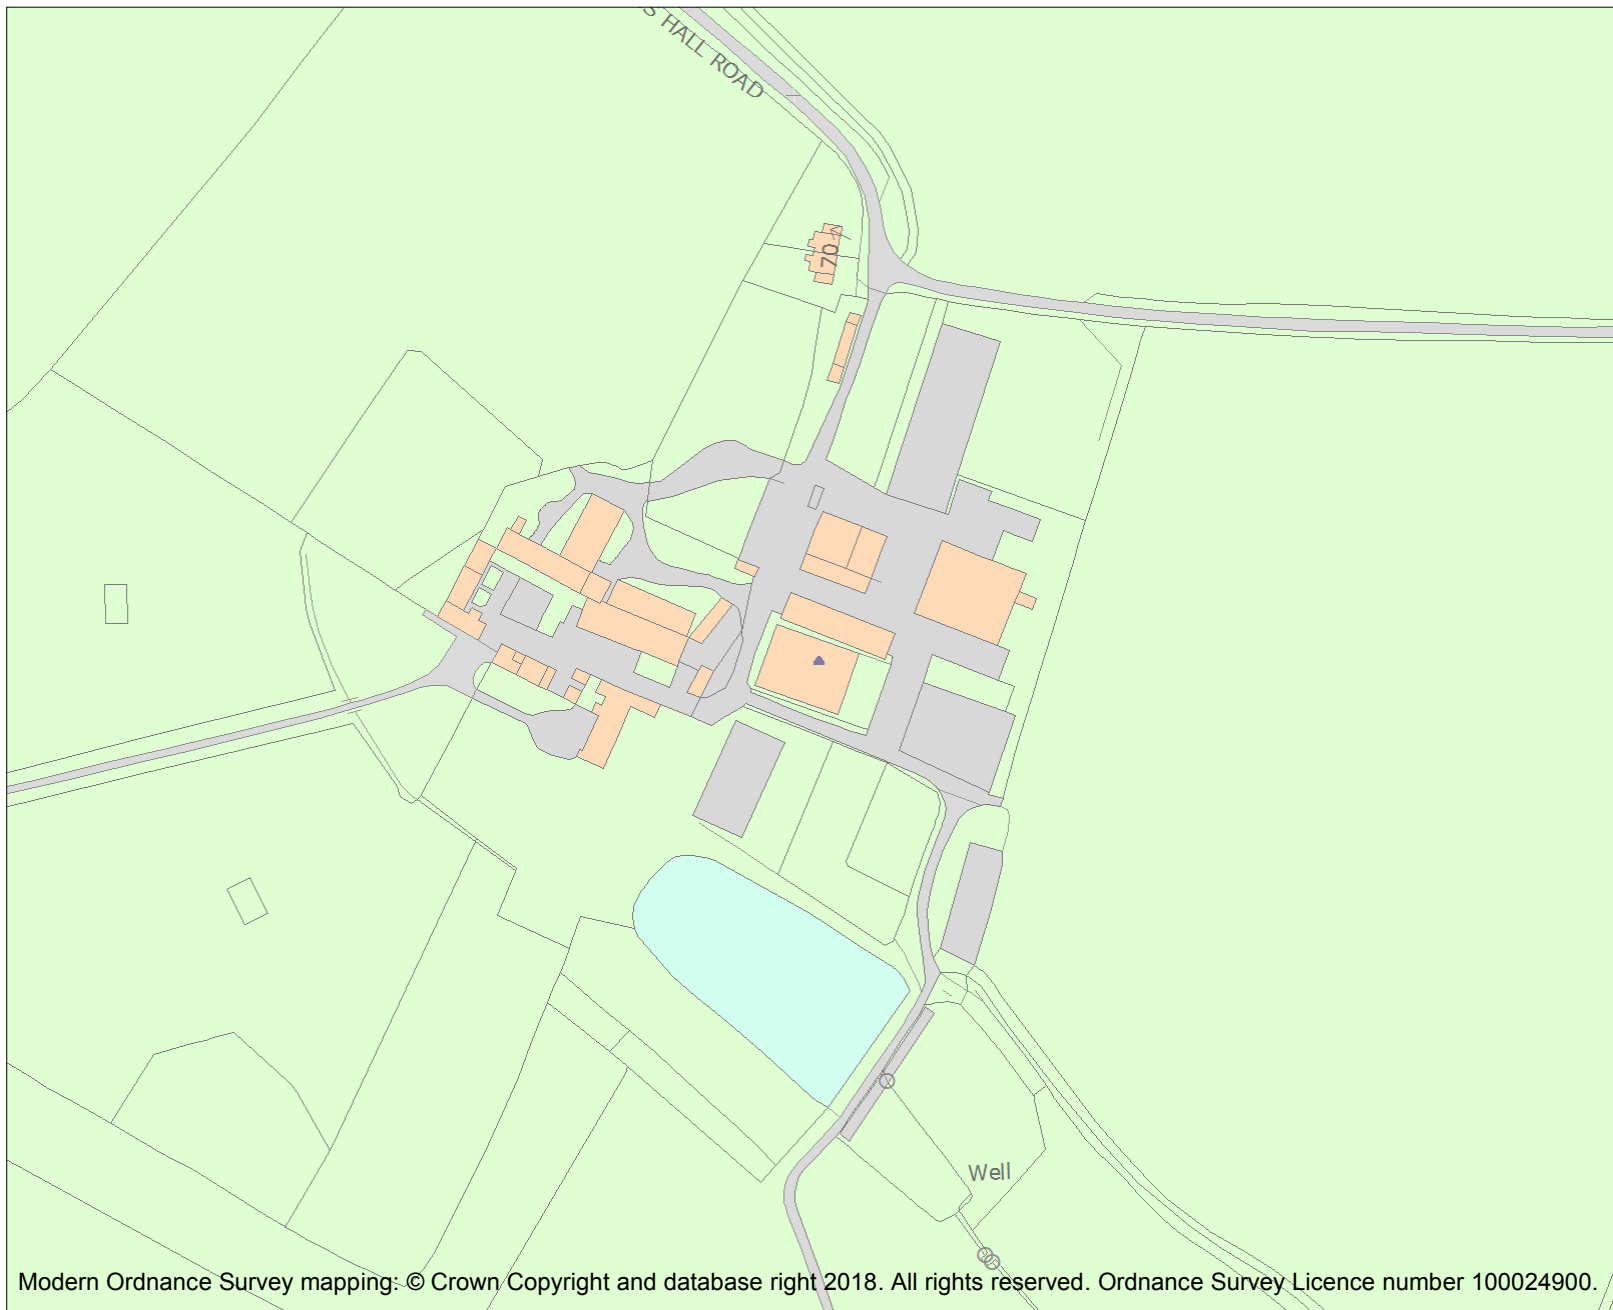 HALL ROAD
70
Well
Modern Ordnance Survey mapping: © Crown Copyright and database right 2018. All rights reserved. Ordnance Survey Licence number 100024900.